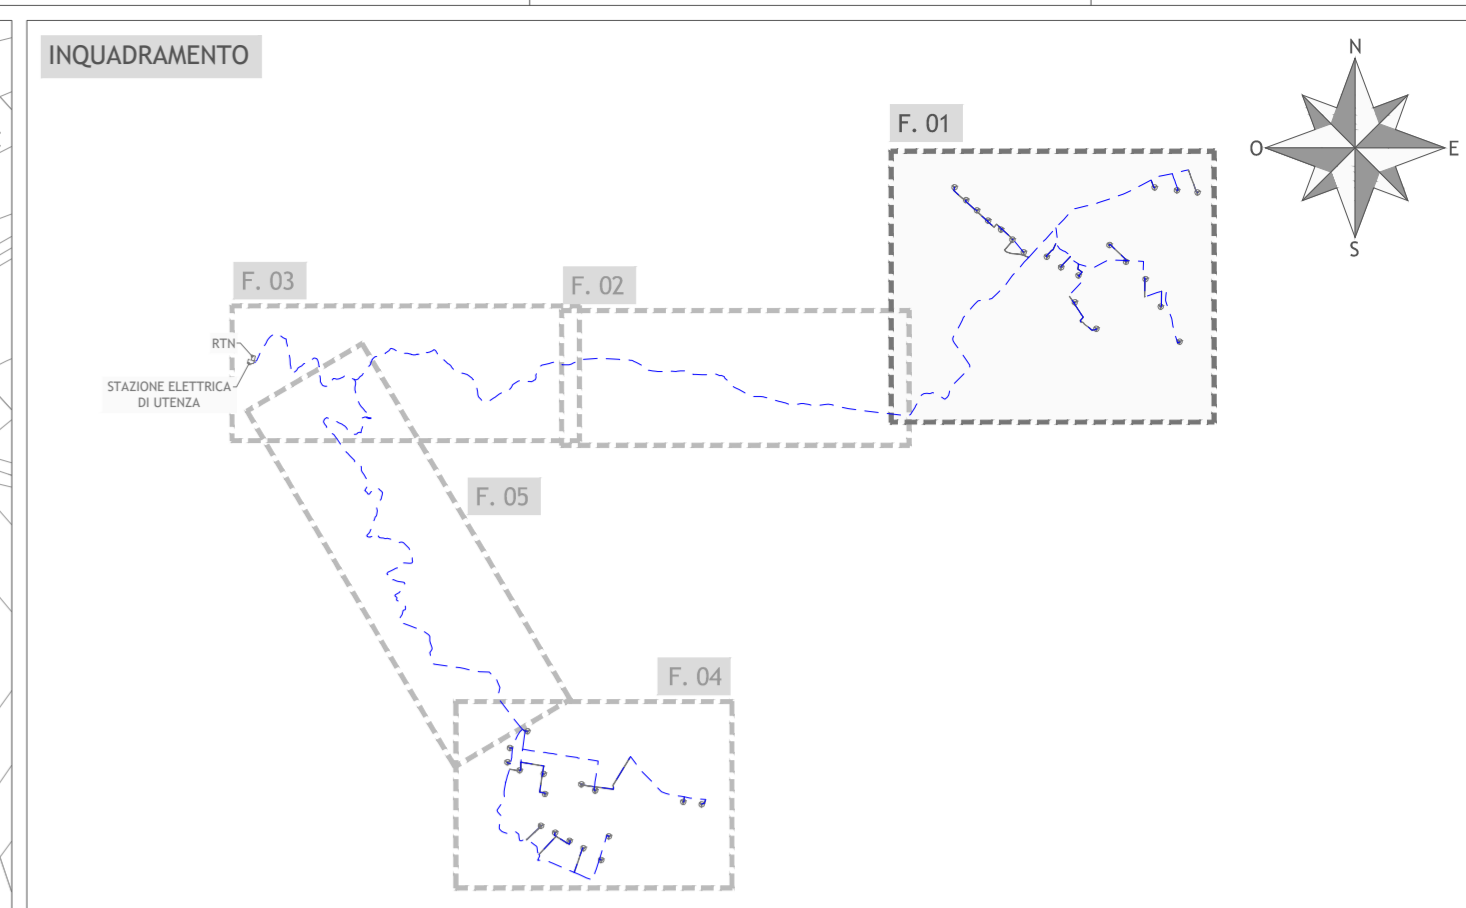 INQUADRAMENTO
N
F. 01
O
E
S
F. 03
F. 02
RTN
STAZIONE ELETTRICA
DI UTENZA
F. 05
F. 04